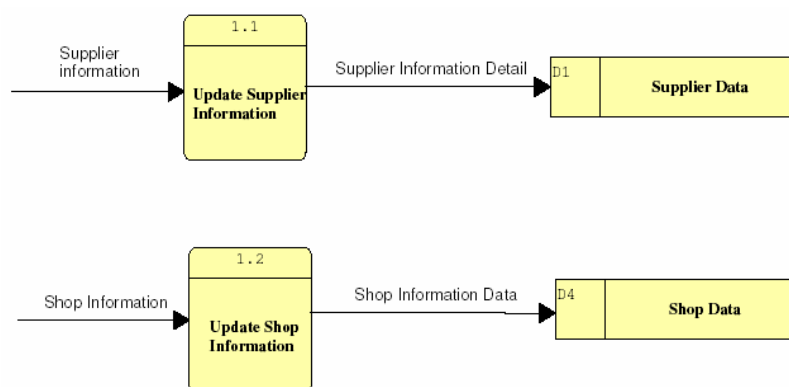 1.1
Supplier
information
Update Supplier
Information
Supplier Information Detail
D1
Supplier Data
1.2
Shop Information
Update Shop
Information
Shop Information Data
D4
Shop Data